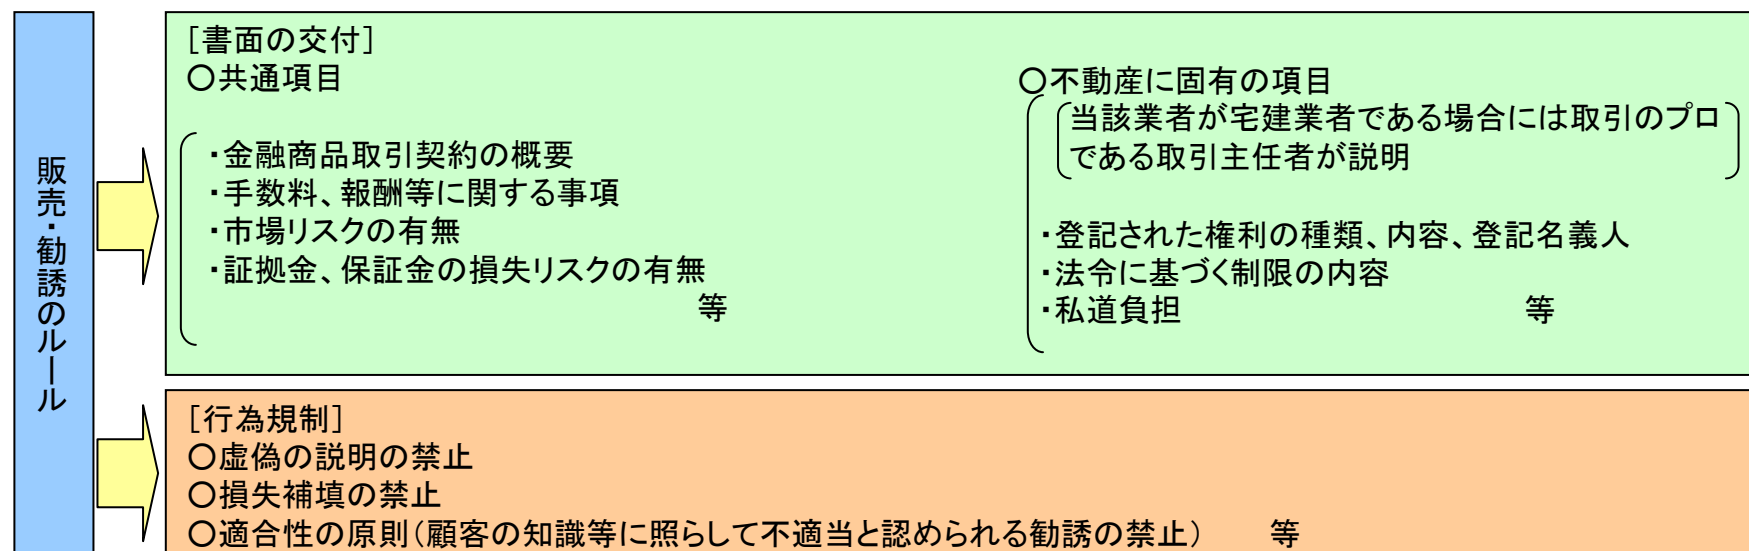 販売・勧誘のルール
[書面の交付]
○共通項目
・金融商品取引契約の概要
・手数料、報酬等に関する事項
・市場リスクの有無
・証拠金、保証金の損失リスクの有無
等
○不動産に固有の項目
当該業者が宅建業者である場合には取引のプロ
である取引主任者が説明
・登記された権利の種類、内容、登記名義人
・法令に基づく制限の内容
・私道負担 等
[行為規制]
○虚偽の説明の禁止
○損失補填の禁止
○適合性の原則(顧客の知識等に照らして不適当と認められる勧誘の禁止) 等